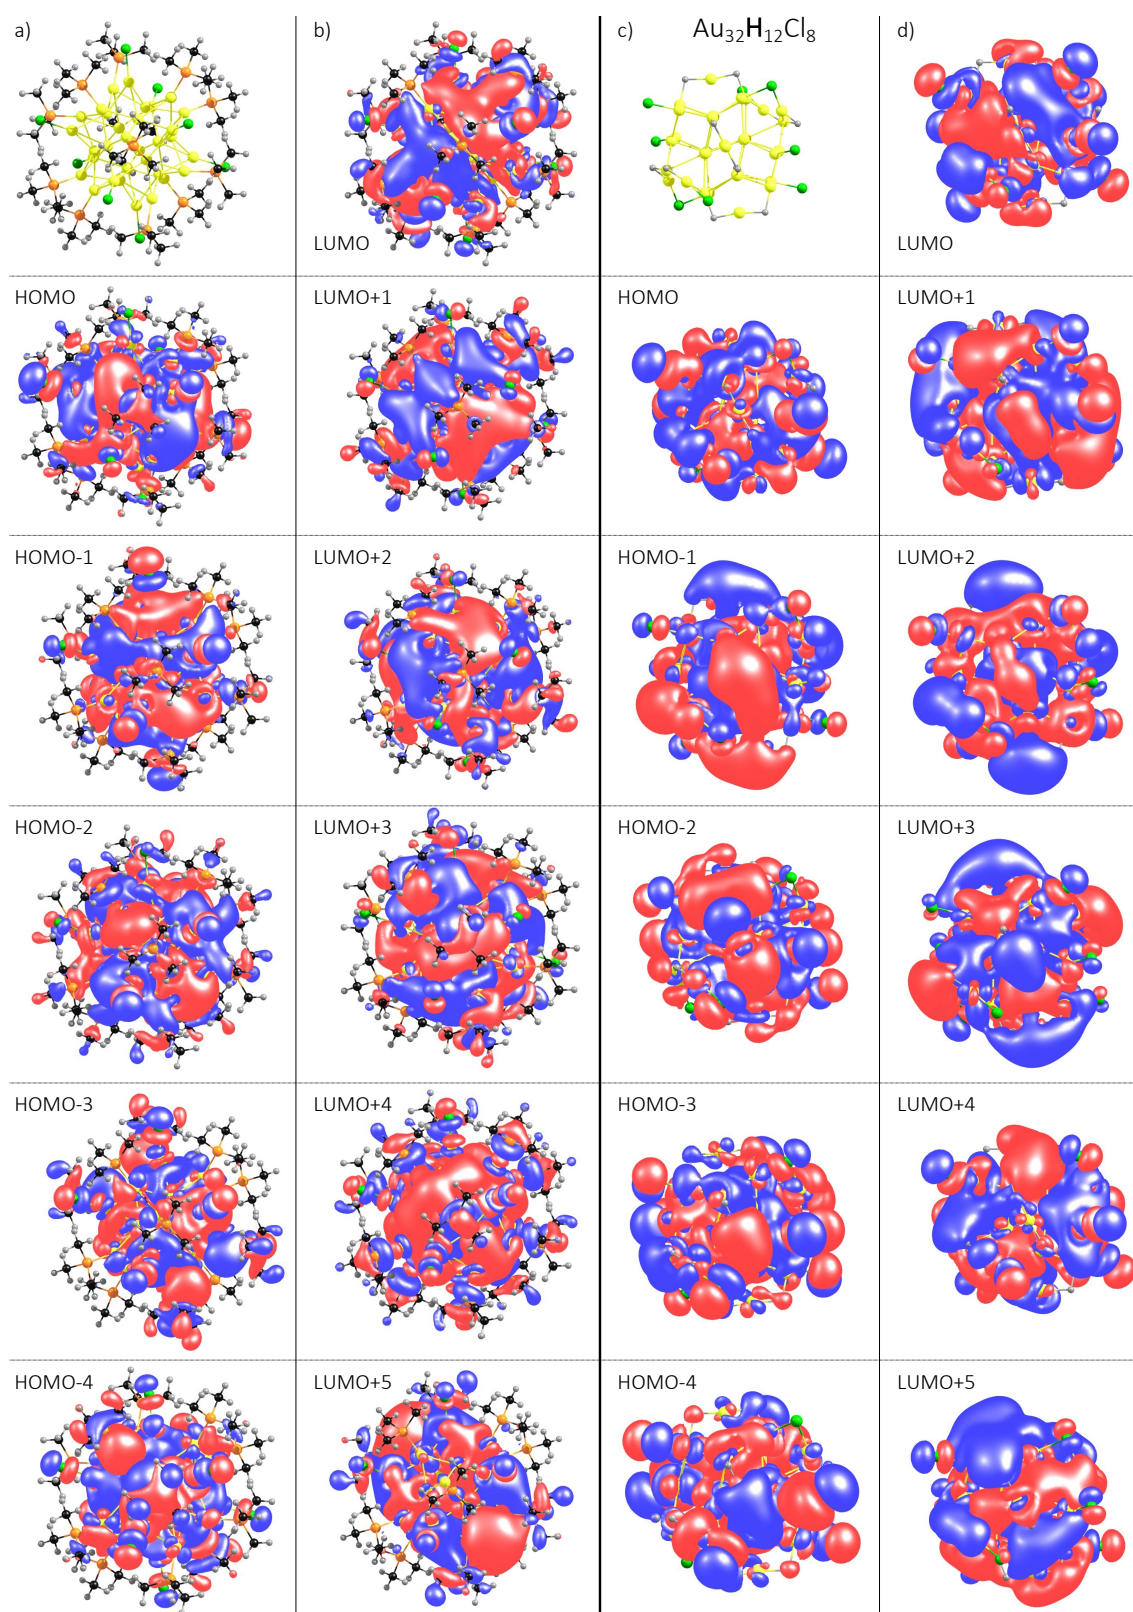 a) b) c) Au₃₂H₁₂Cl₈ d)
LUMO LUMO
HOMO LUMO+1 HOMO LUMO+1
HOMO-1 LUMO+2 HOMO-1 LUMO+2
HOMO-2 LUMO+3 HOMO-2 LUMO+3
HOMO-3 LUMO+4 HOMO-3 LUMO+4
HOMO-4 LUMO+5 HOMO-4 LUMO+5